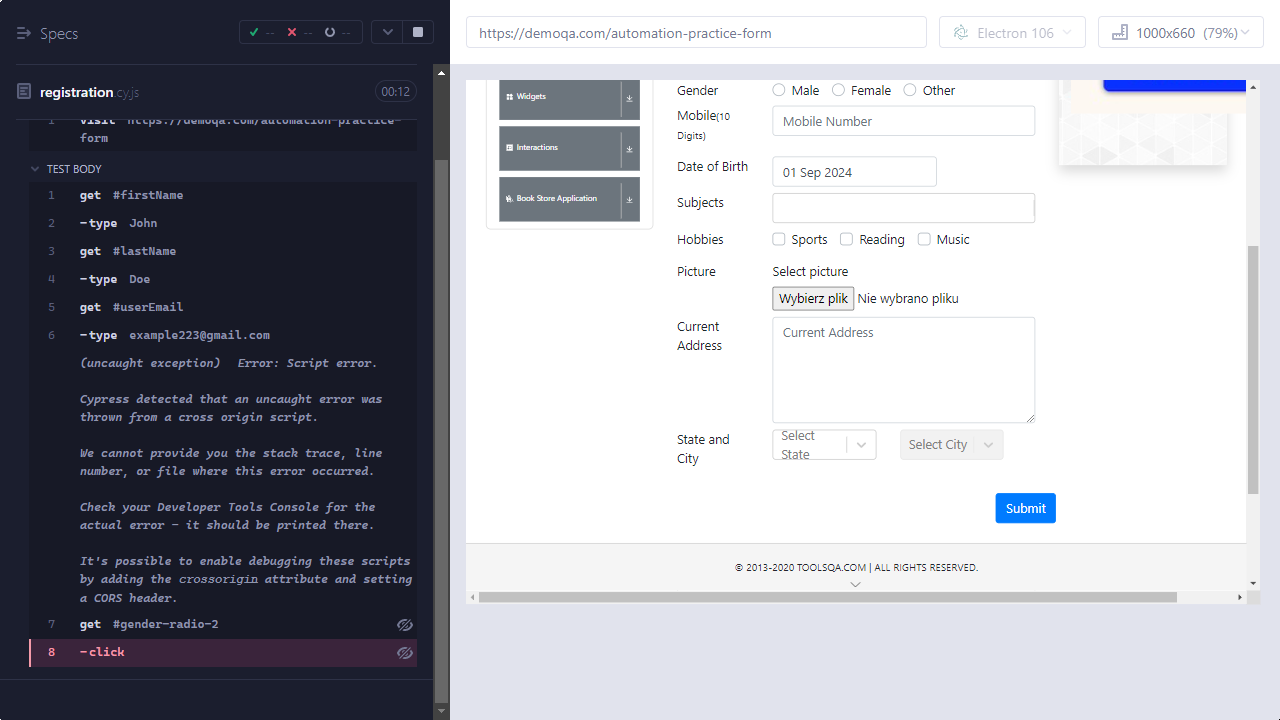 Specs
--
--
--
https://demoqa.com/automation-practice-form
Electron 106
1000x660 (79%)
registration.cy.js
00:12
1 visit https://demoqa.com/automation-practice-
form
TEST BODY
1 get #firstName
2 -type John
3 get #lastName
4 -type Doe
5 get #userEmail
6 -type example223@gmail.com
(uncaught exception) Error: Script error.
Cypress detected that an uncaught error was
thrown from a cross origin script.
We cannot provide you the stack trace, line
number, or file where this error occurred.
Check your Developer Tools Console for the
actual error - it should be printed there.
It's possible to enable debugging these scripts
by adding the crossorigin attribute and setting
a CORS header.
7 get #gender-radio-2
8 -click
Widgets
Interactions
Book Store Application
Gender
Male
Female
Other
Mobile(10
Digits)
Mobile Number
Date of Birth
01 Sep 2024
Subjects
Hobbies
Sports
Reading
Music
Picture
Select picture
Wybierz plik Nie wybrano pliku
Current
Address
Current Address
State and
City
Select
State
Select City
Submit
© 2013-2020 TOOLSQA.COM | ALL RIGHTS RESERVED.